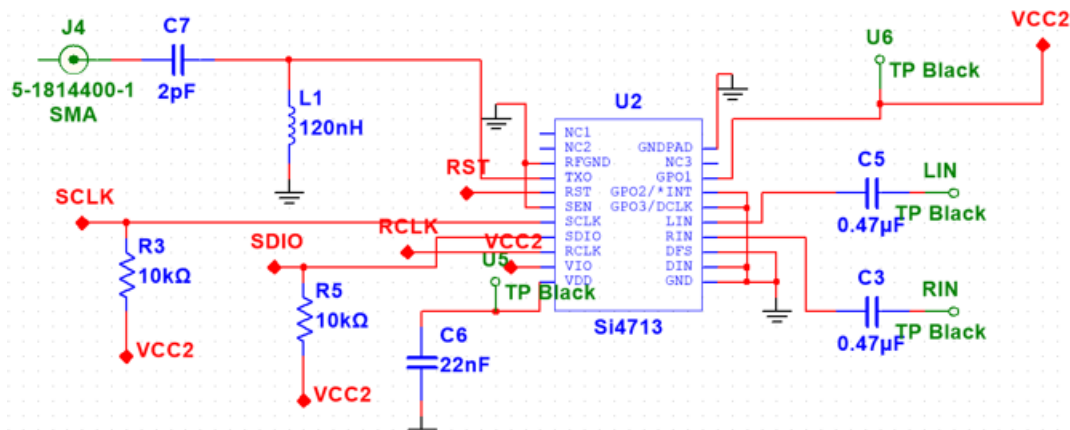 VCC2
J4
C7
U6
TP Black
5-1814400-1
SMA
2pF
L1
120nH
U2
NC1
NC2
RFGND
TXO
RST
SEN
SCLK
SDIO
RCLK
VIO
VDD
GNDPAD
NC3
GPO1
GPO2/*INT
GPO3/DCLK
LIN
RIN
DFS
DIN
GND
Si4713
RST
SCLK
RCLK
SDIO
VCC2
U5
TP Black
R3
10kΩ
VCC2
R5
10kΩ
VCC2
C6
22nF
C5
0.47µF
LIN
TP Black
C3
0.47µF
RIN
TP Black